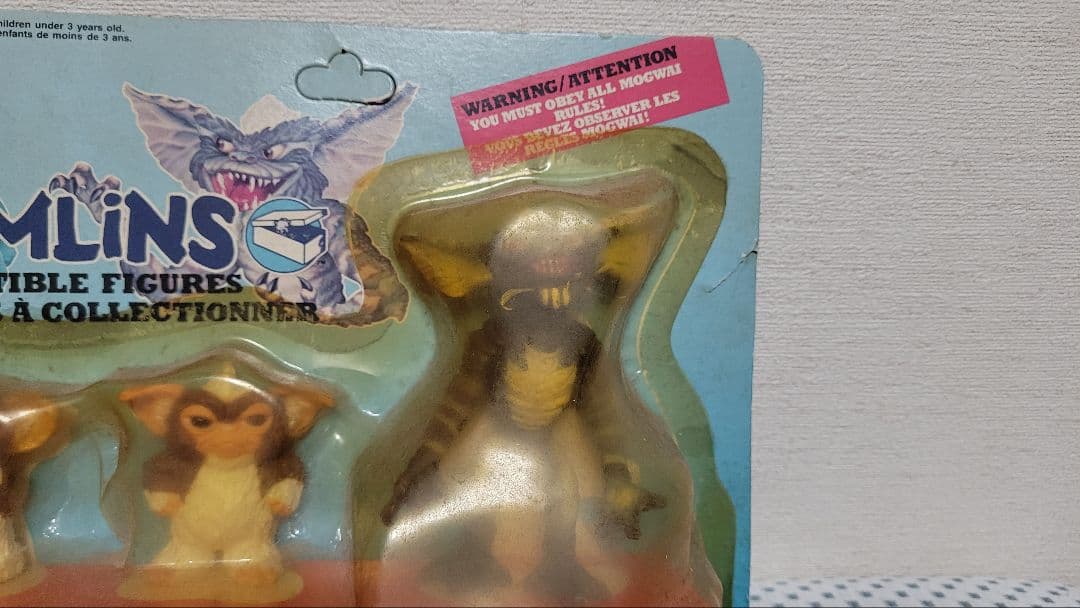 hildren under 3 years old.
enfants de moins de 3 ans.
WARNING/ATTENTION
YOU MUST OBEY ALL MOGWAI
RULES!
VOUS DEVEZ OBSERVER LES
RÈGLES MOGWAI!
MLiNS
TIBLE FIGURES
S À COLLECTIONNER